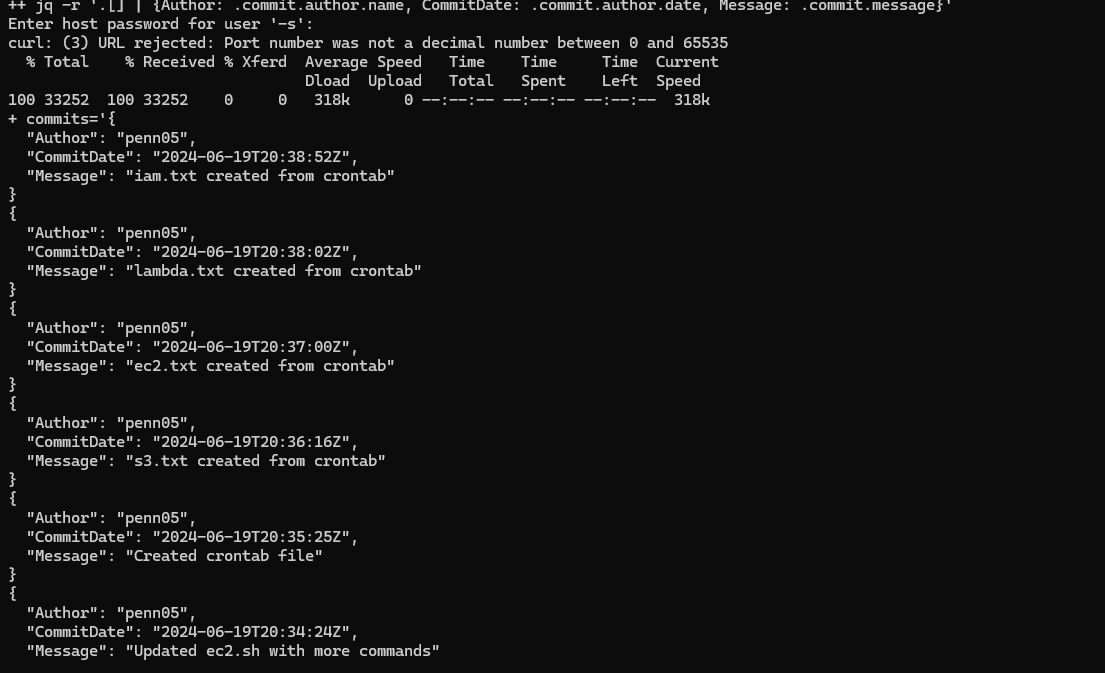 ++ jq -r '.[] | {Author: .commit.author.name, CommitDate: .commit.author.date, Message: .commit.message}'
Enter host password for user '-s':
curl: (3) URL rejected: Port number was not a decimal number between 0 and 65535
  % Total    % Received % Xferd  Average Speed   Time    Time     Time  Current
                                 Dload  Upload   Total   Spent    Left  Speed
100 33252  100 33252    0     0   318k      0 --:--:-- --:--:-- --:--:--  318k
+ commits='{
  "Author": "penn05",
  "CommitDate": "2024-06-19T20:38:52Z",
  "Message": "iam.txt created from crontab"
}
{
  "Author": "penn05",
  "CommitDate": "2024-06-19T20:38:02Z",
  "Message": "lambda.txt created from crontab"
}
{
  "Author": "penn05",
  "CommitDate": "2024-06-19T20:37:00Z",
  "Message": "ec2.txt created from crontab"
}
{
  "Author": "penn05",
  "CommitDate": "2024-06-19T20:36:16Z",
  "Message": "s3.txt created from crontab"
}
{
  "Author": "penn05",
  "CommitDate": "2024-06-19T20:35:25Z",
  "Message": "Created crontab file"
}
{
  "Author": "penn05",
  "CommitDate": "2024-06-19T20:34:24Z",
  "Message": "Updated ec2.sh with more commands"